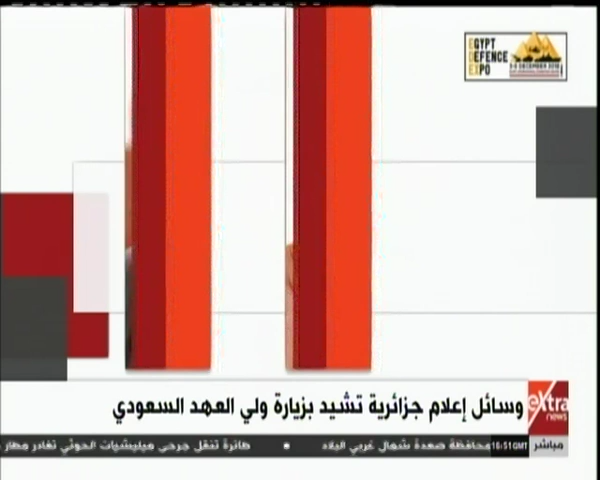 EGYPT
DEFENCE
EXPO
وسائل إعلام جزائرية تشيد بزيارة ولي العهد السعودي
eXtra
news
مباشر
16:51GMT
محافظة صعدة شمال غربي البلاد
طائرة تنقل جرحى ميليشيات الحوثي تغادر مطار